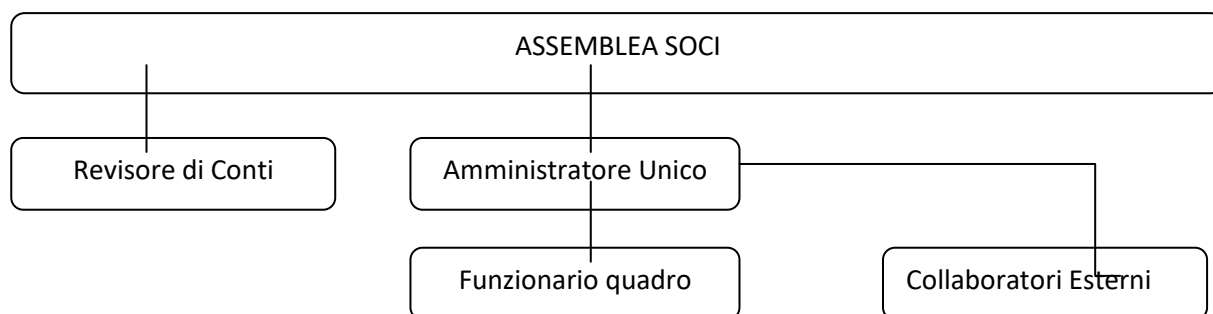 ASSEMBLEA SOCI
Revisore di Conti
Amministratore Unico
Funzionario quadro
Collaboratori Esterni